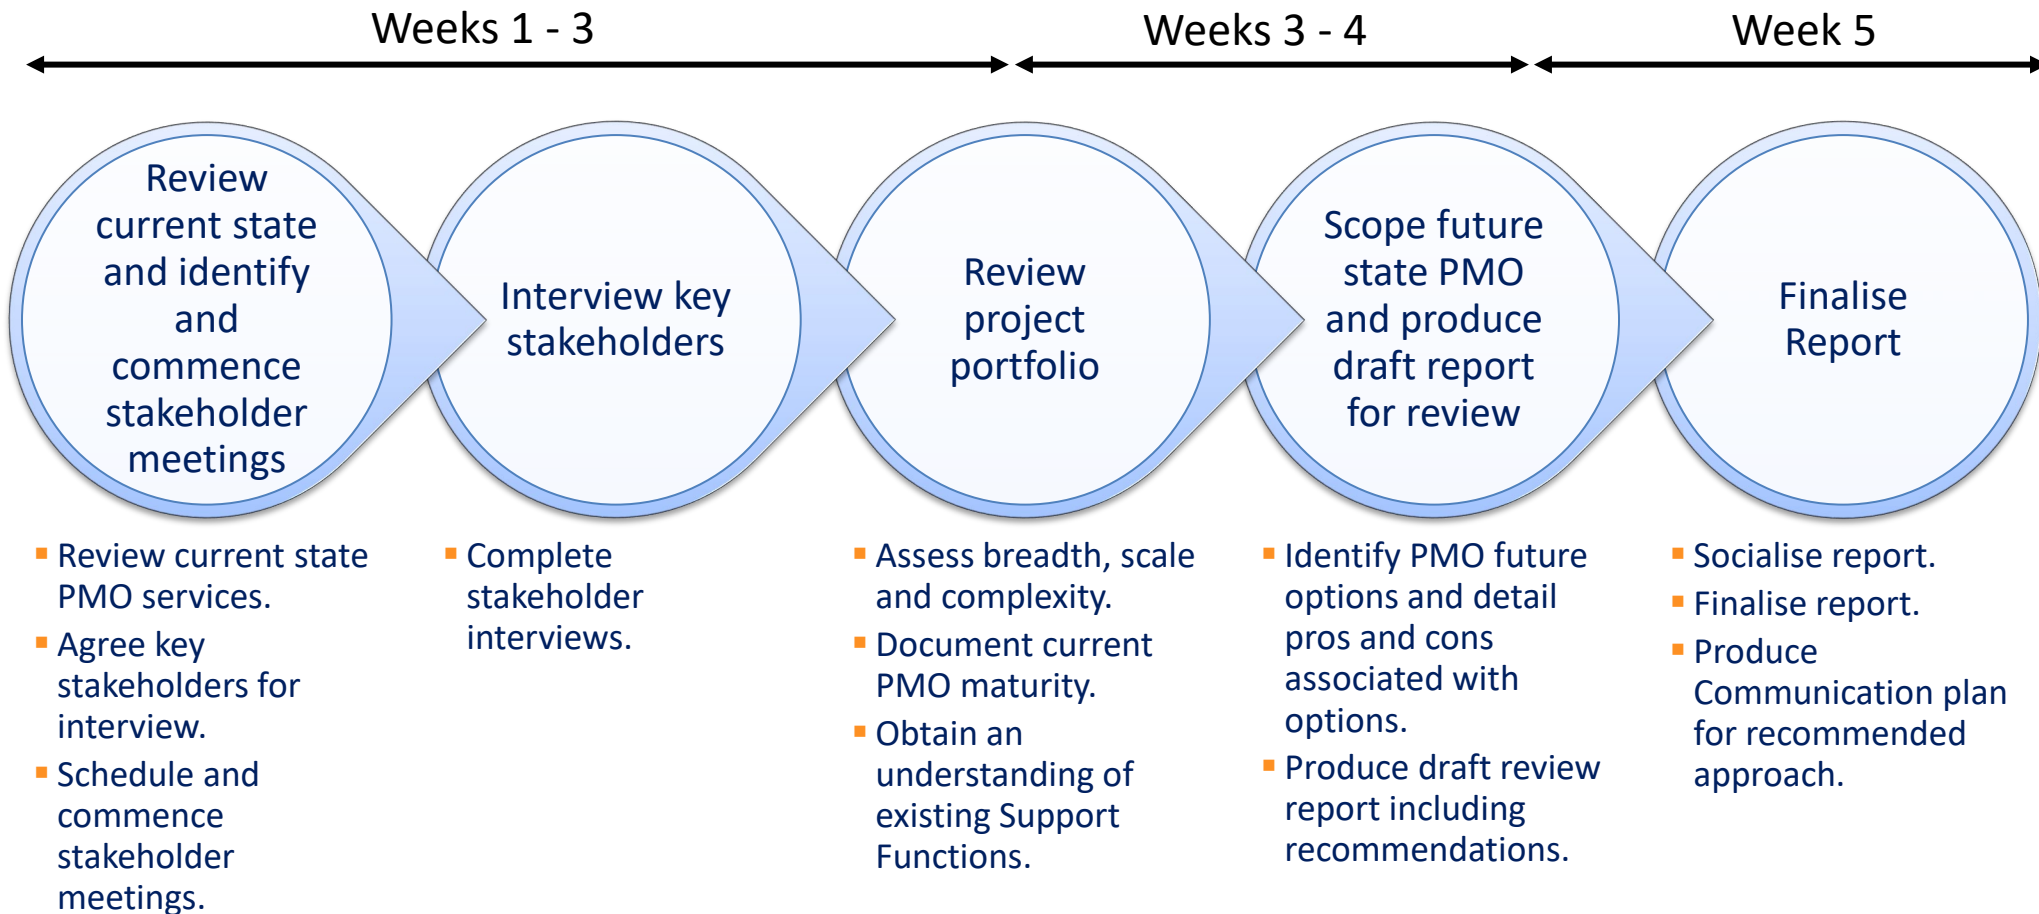 Weeks 1 - 3
Weeks 3 - 4
Week 5
Review
current state
and identify
and
commence
stakeholder
meetings
Interview key
stakeholders
Review
project
portfolio
Scope future
state PMO
and produce
draft report
for review
Finalise
Report
Review current state
PMO services.
Agree key
stakeholders for
interview.
Schedule and
commence
stakeholder
meetings.
Complete
stakeholder
interviews.
Assess breadth, scale
and complexity.
Document current
PMO maturity.
Obtain an
understanding of
existing Support
Functions.
Identify PMO future
options and detail
pros and cons
associated with
options.
Produce draft review
report including
recommendations.
Socialise report.
Finalise report.
Produce
Communication plan
for recommended
approach.